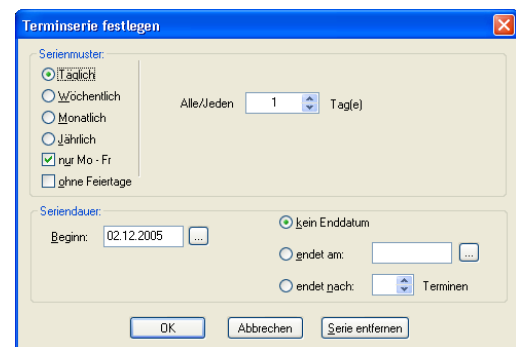 Terminserie festlegen
Serienmuster:
Täglich
Wöchentlich
Monatlich
Jährlich
nur Mo - Fr
ohne Feiertage
Alle/Jeden 1 Tag(e)
Seriendauer:
Beginn: 02.12.2005 ...
kein Enddatum
endet am: ...
endet nach: Terminen
OK Abbrechen Serie entfernen